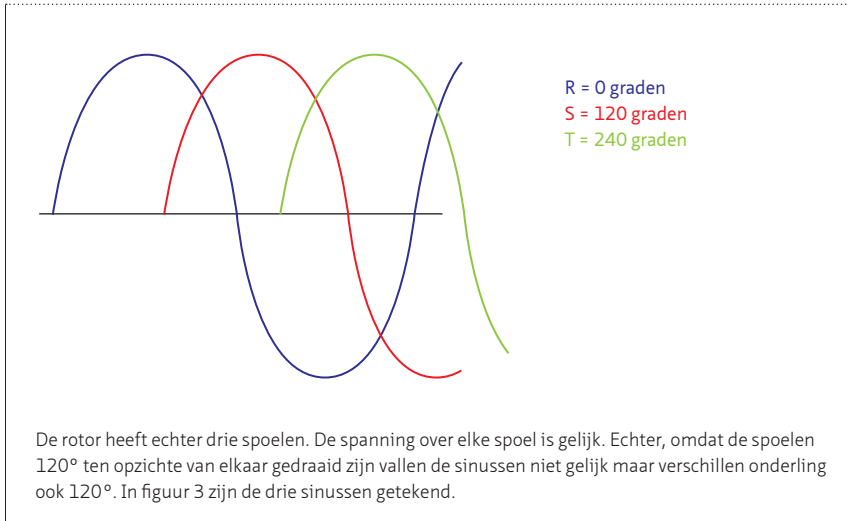 R = 0 graden
S = 120 graden
T = 240 graden
De rotor heeft echter drie spoelen. De spanning over elke spoel is gelijk. Echter, omdat de spoelen
120° ten opzichte van elkaar gedraaid zijn vallen de sinussen niet gelijk maar verschillen onderling
ook 120°. In figuur 3 zijn de drie sinussen getekend.